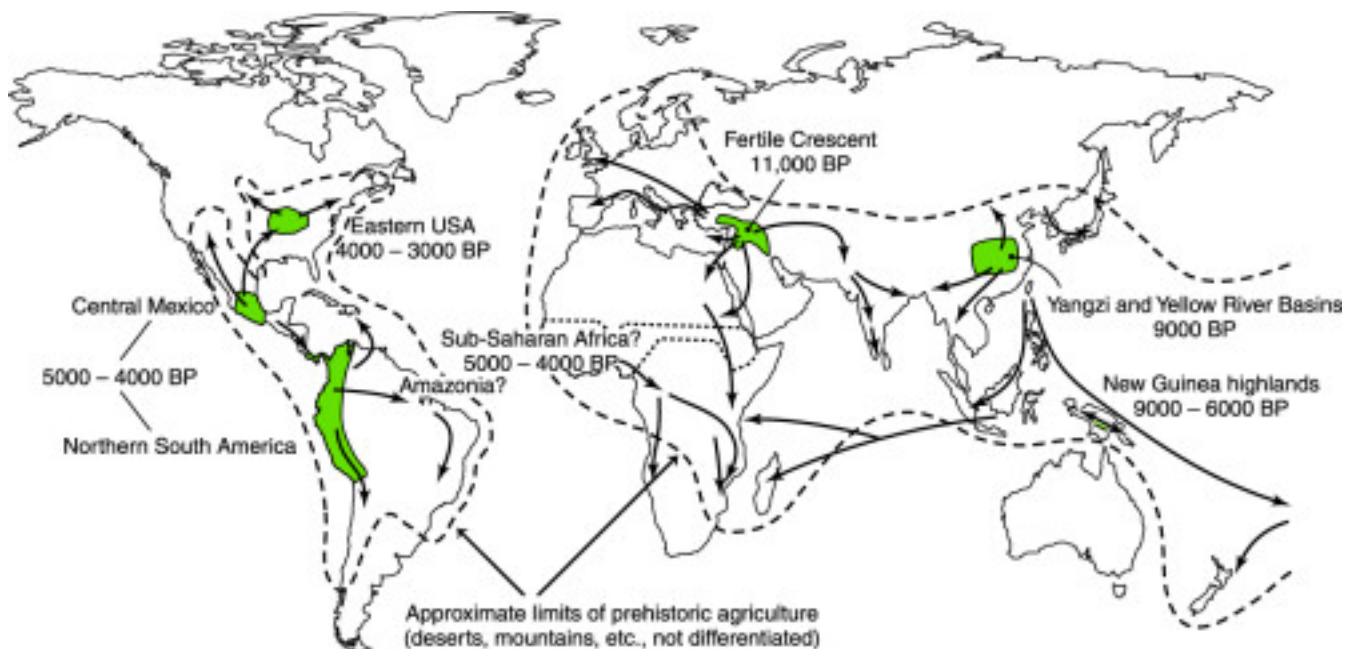 Fertile Crescent
11,000 BP
Eastern USA
4000 – 3000 BP
Central Mexico
5000 – 4000 BP
Northern South America
Amazonia?
Sub-Saharan Africa?
5000 – 4000 BP
Yangzi and Yellow River Basins
9000 BP
New Guinea highlands
9000 – 6000 BP
Approximate limits of prehistoric agriculture
(deserts, mountains, etc., not differentiated)